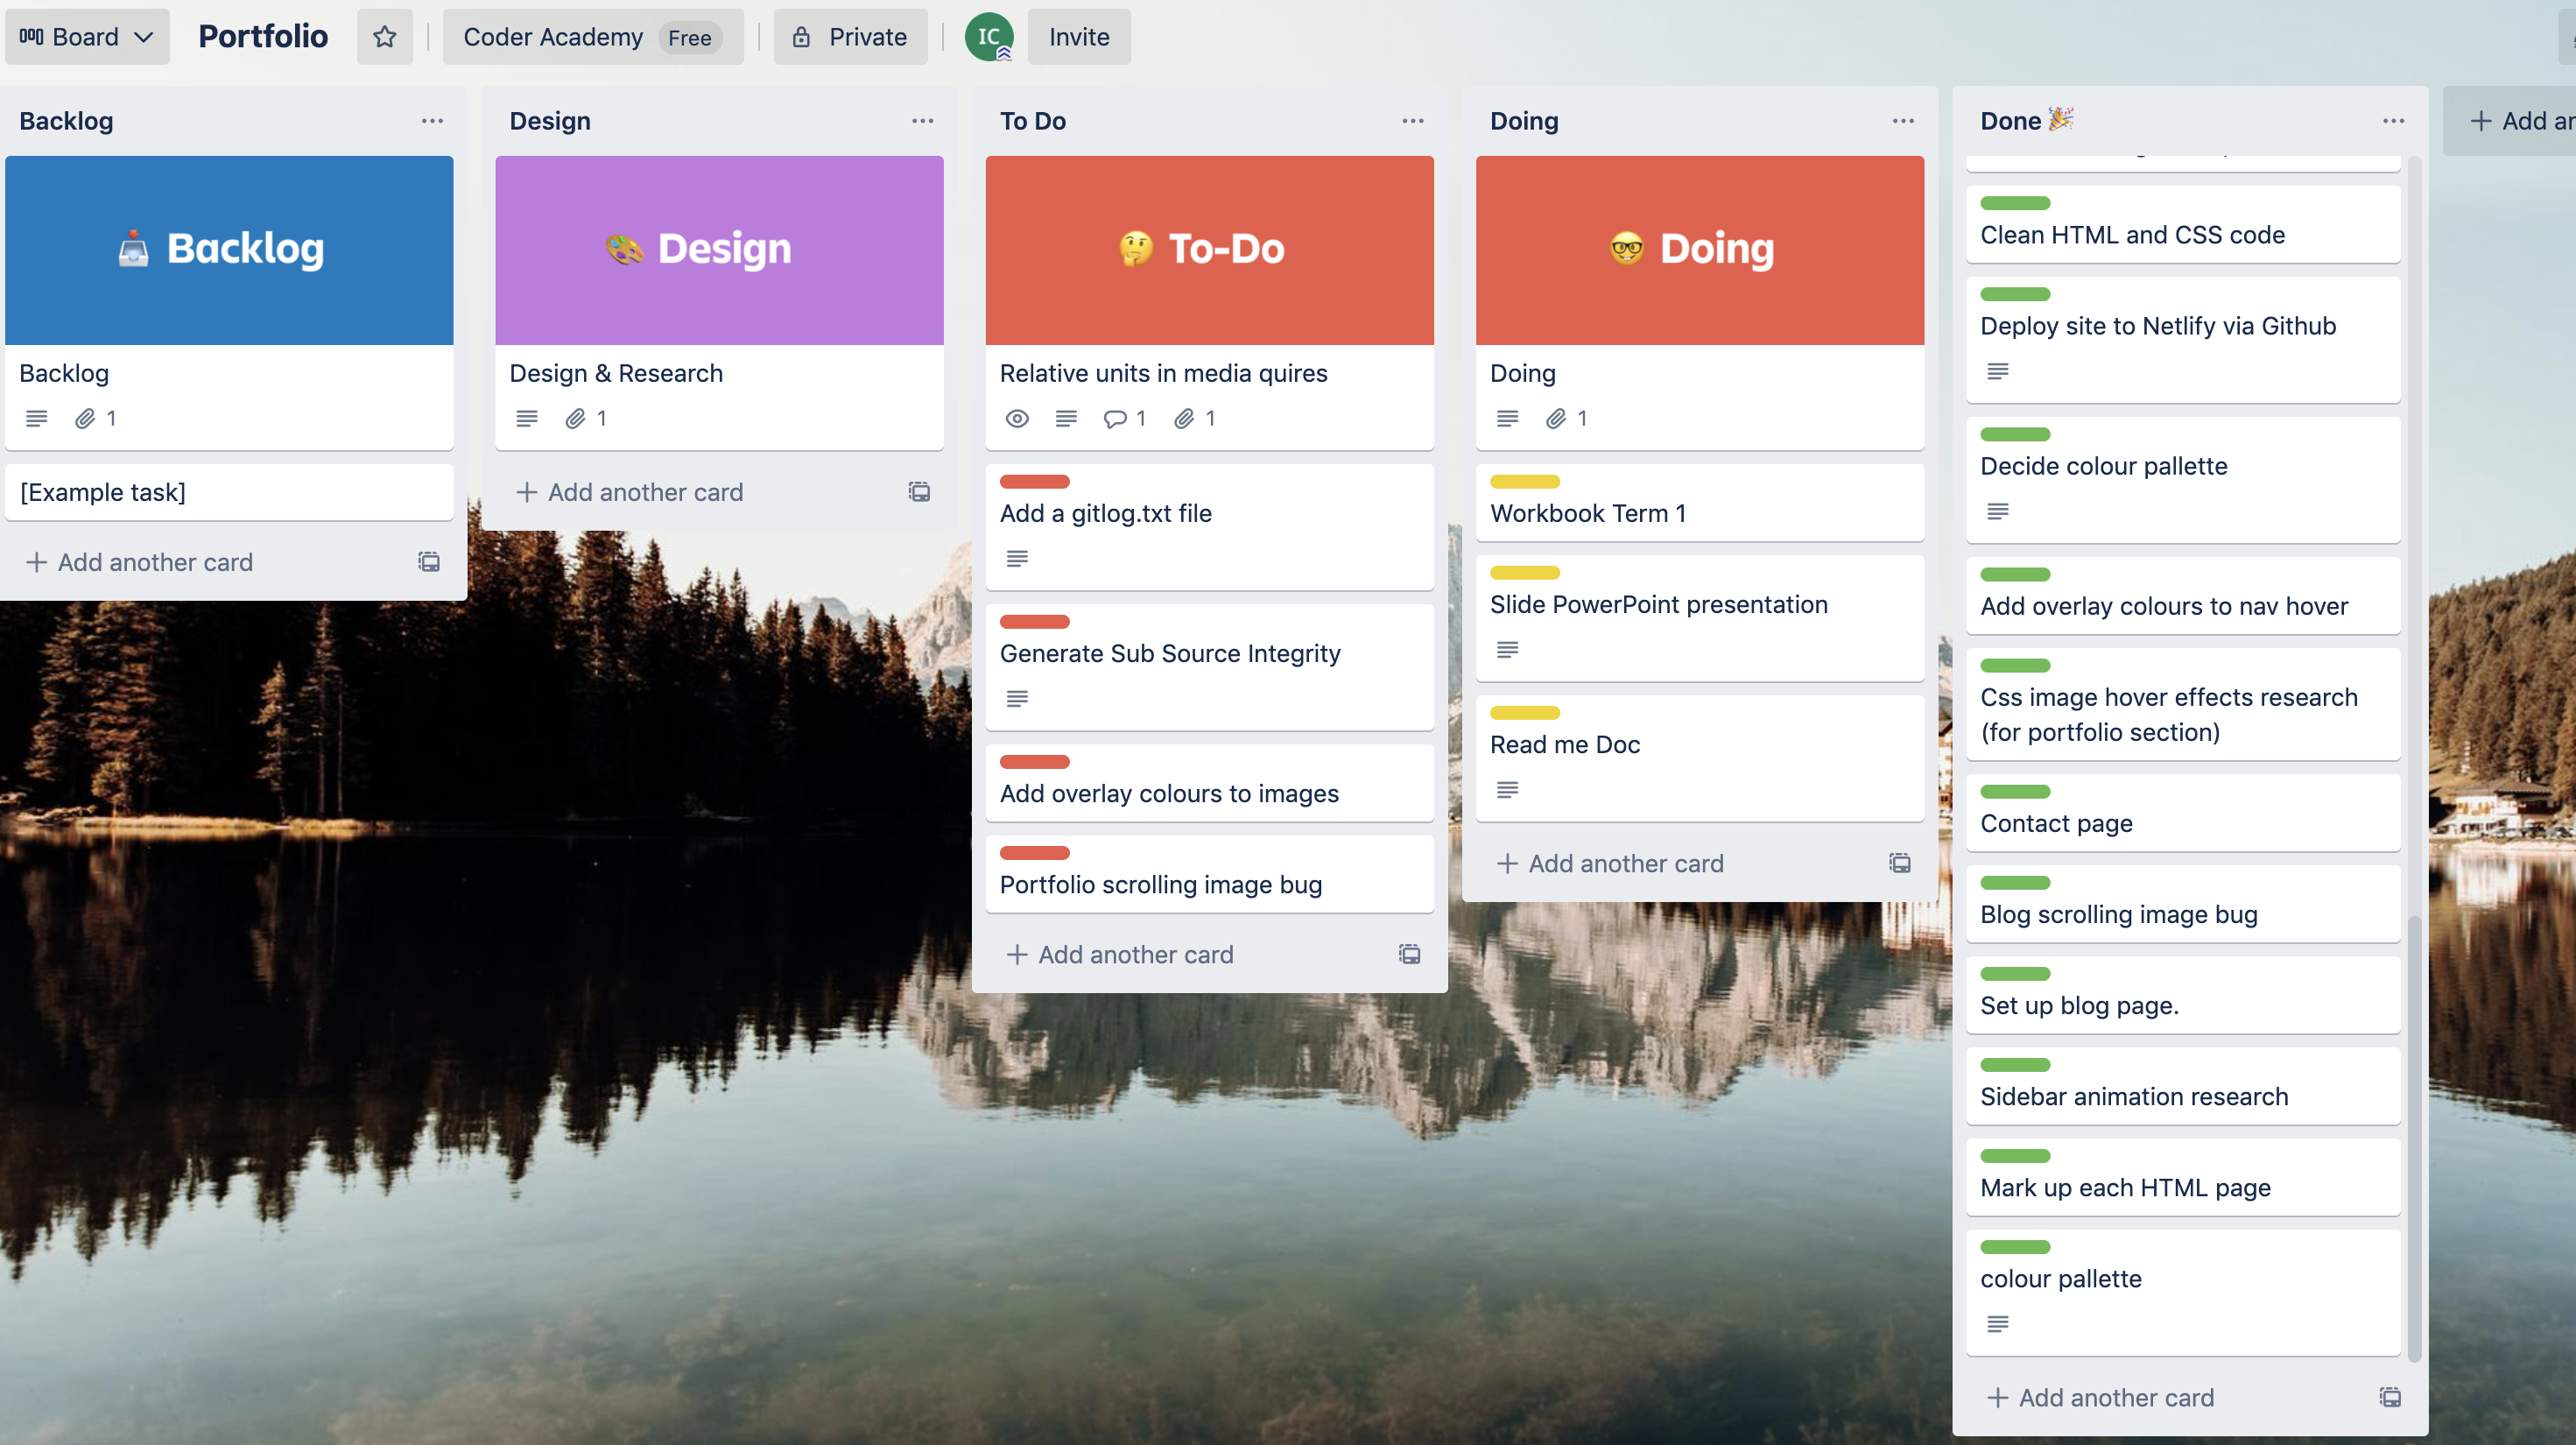 Board
Portfolio
Coder Academy Free
Private
IC
Invite
Backlog
Backlog
Backlog
1
[Example task]
+ Add another card
Design
Design
Design & Research
1
+ Add another card
To Do
To-Do
Relative units in media quires
1 1
Add a gitlog.txt file
Generate Sub Source Integrity
Add overlay colours to images
Portfolio scrolling image bug
+ Add another card
Doing
Doing
Doing
1
Workbook Term 1
Slide PowerPoint presentation
Read me Doc
+ Add another card
Done
Clean HTML and CSS code
Deploy site to Netlify via Github
Decide colour pallette
Add overlay colours to nav hover
Css image hover effects research
(for portfolio section)
Contact page
Blog scrolling image bug
Set up blog page.
Sidebar animation research
Mark up each HTML page
colour pallette
+ Add another card
+ Add